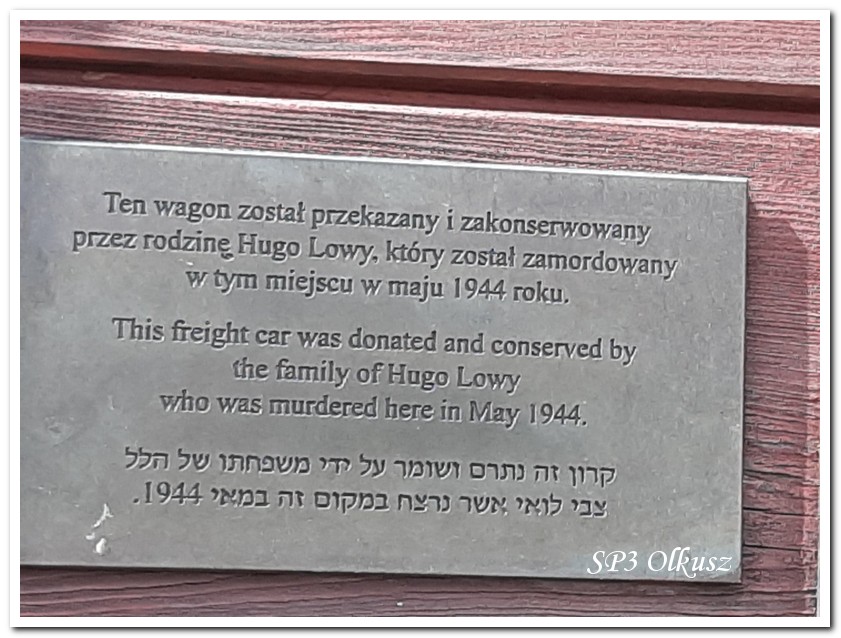 Ten wagon został przekazany i zakonserwowany
przez rodzinę Hugo Lowy, który został zamordowany
w tym miejscu w maju 1944 roku.
This freight car was donated and conserved by
the family of Hugo Lowy
who was murdered here in May 1944.
קרון זה נתרם ושומר על ידי משפחתו של הלל
צבי לואי אשר נרצח במקום זה במאי 1944.
SP3 Olkusz